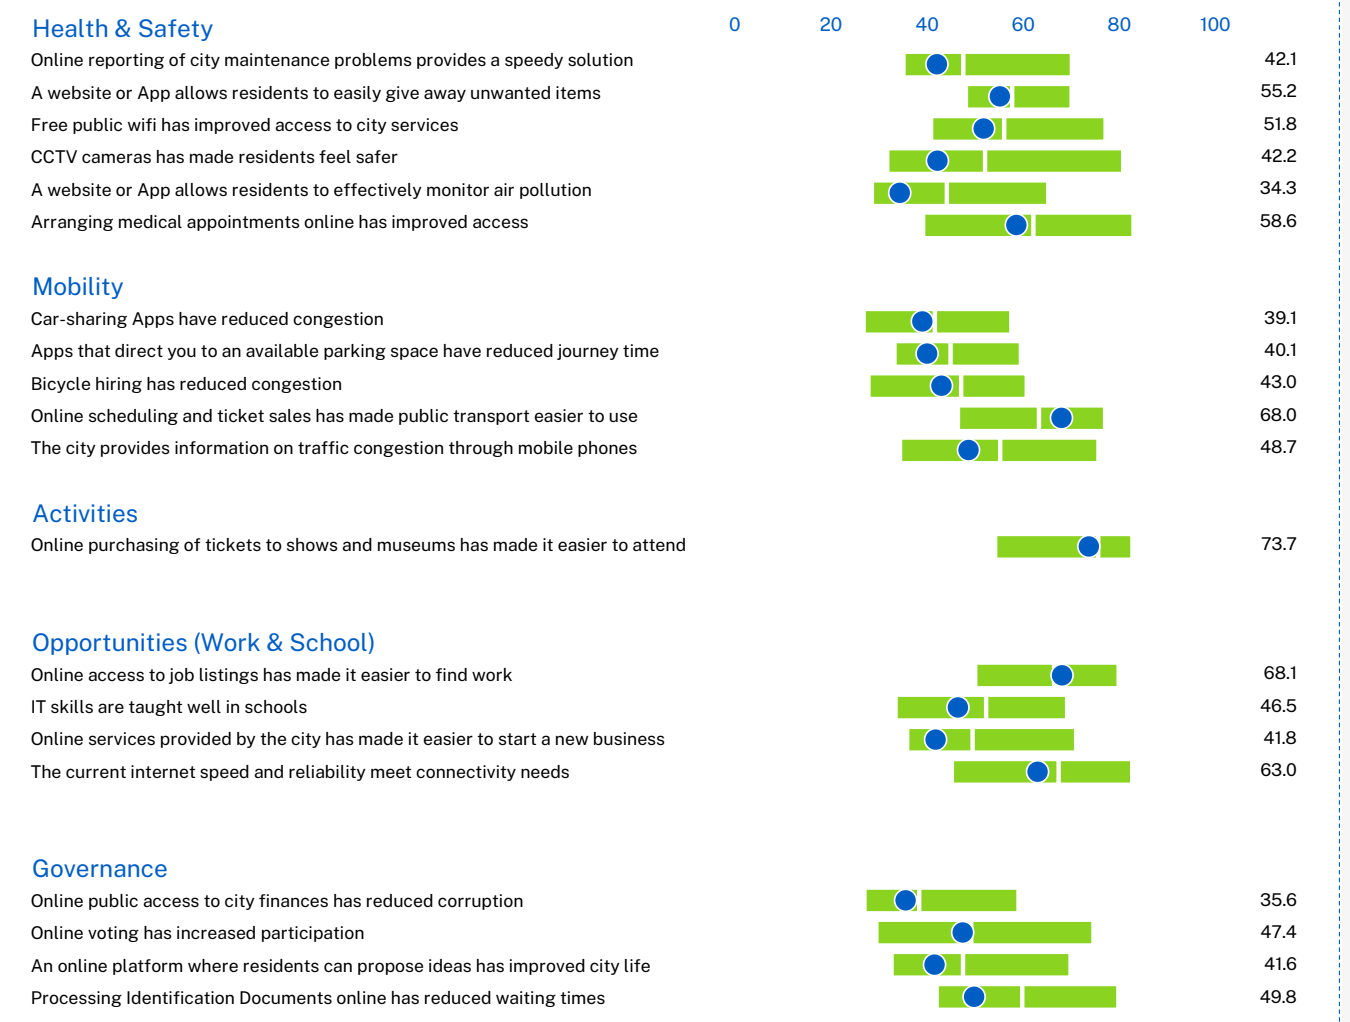 Health & Safety 0 20 40 60 80 100
Online reporting of city maintenance problems provides a speedy solution 42.1
A website or App allows residents to easily give away unwanted items 55.2
Free public wifi has improved access to city services 51.8
CCTV cameras has made residents feel safer 42.2
A website or App allows residents to effectively monitor air pollution 34.3
Arranging medical appointments online has improved access 58.6
Mobility
Car-sharing Apps have reduced congestion 39.1
Apps that direct you to an available parking space have reduced journey time 40.1
Bicycle hiring has reduced congestion 43.0
Online scheduling and ticket sales has made public transport easier to use 68.0
The city provides information on traffic congestion through mobile phones 48.7
Activities
Online purchasing of tickets to shows and museums has made it easier to attend 73.7
Opportunities (Work & School)
Online access to job listings has made it easier to find work 68.1
IT skills are taught well in schools 46.5
Online services provided by the city has made it easier to start a new business 41.8
The current internet speed and reliability meet connectivity needs 63.0
Governance
Online public access to city finances has reduced corruption 35.6
Online voting has increased participation 47.4
An online platform where residents can propose ideas has improved city life 41.6
Processing Identification Documents online has reduced waiting times 49.8